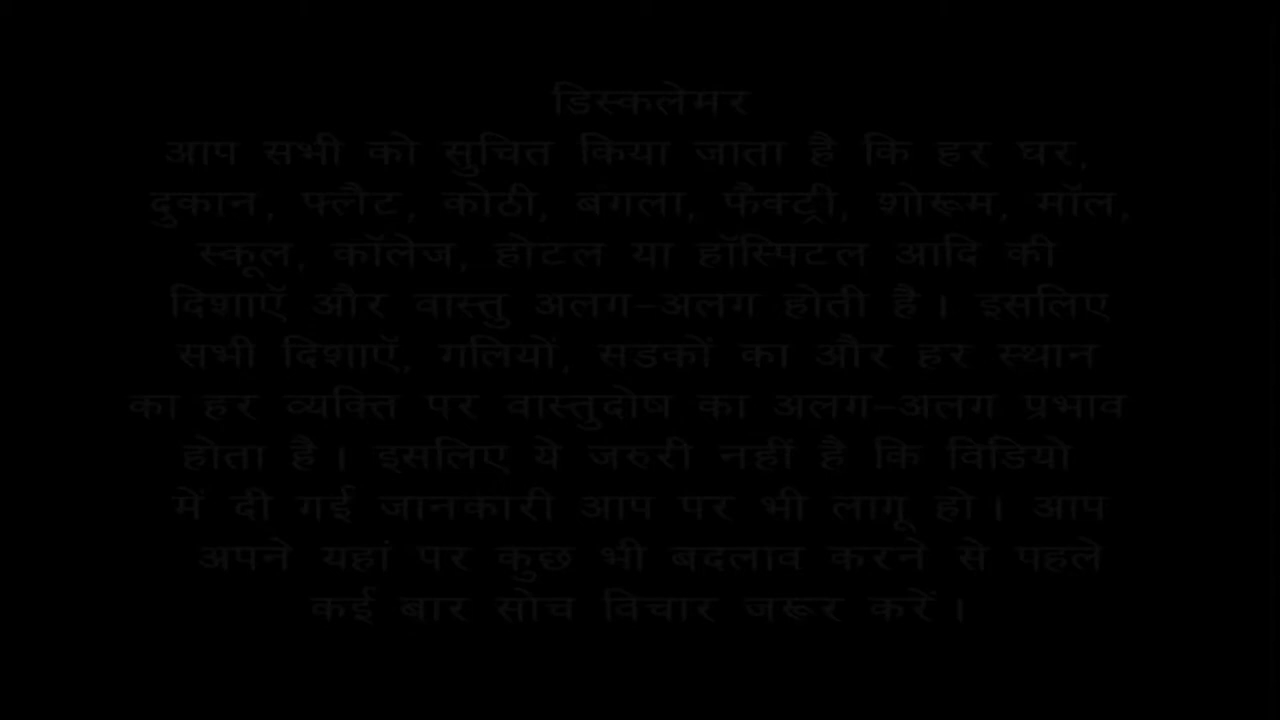 डिस्कलेमर
आप सभी को सुचित किया जाता है कि हर घर,
दुकान, फ्लैट, कोठी, बंगला, फैक्ट्री, शोरूम, मॉल,
स्कूल, कॉलेज, होटल या हॉस्पिटल आदि की
दिशाएँ और वास्तु अलग-अलग होती है। इसलिए
सभी दिशाएँ, गलियों, सडकों का और हर स्थान
का हर व्यक्ति पर वास्तुदोष का अलग-अलग प्रभाव
होता है। इसलिए ये जरुरी नहीं है कि विडियो
में दी गई जानकारी आप पर भी लागू हो। आप
अपने यहां पर कुछ भी बदलाव करने से पहले
कई बार सोच विचार जरूर करें।